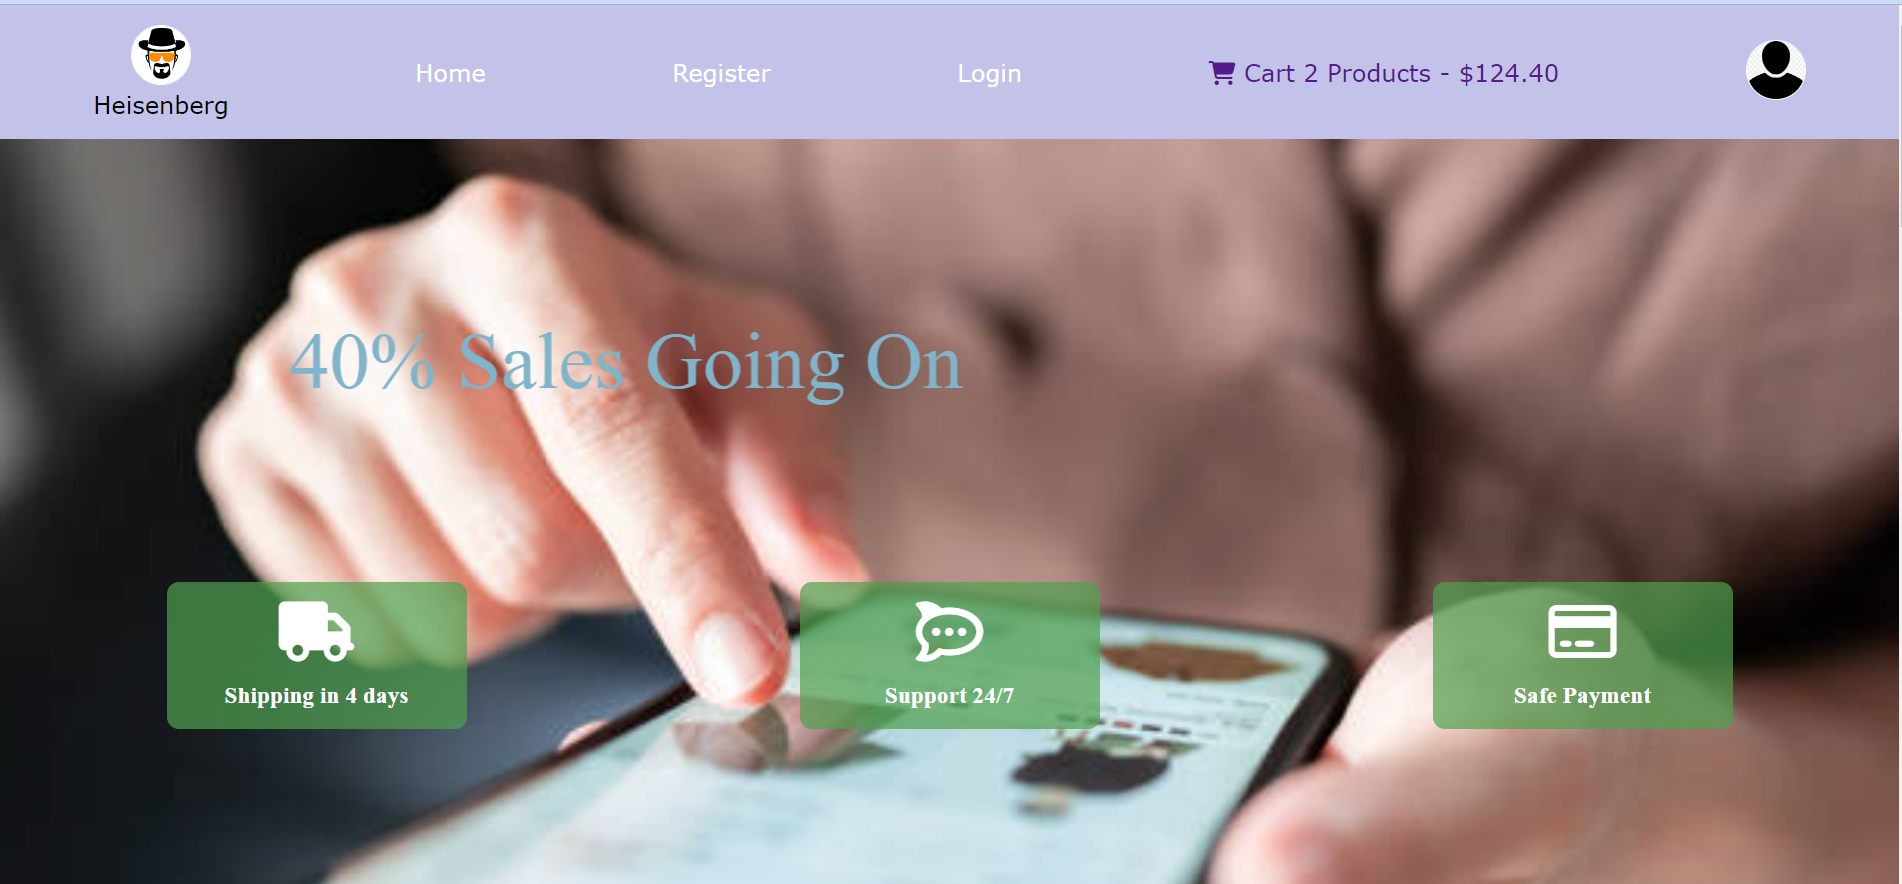 Heisenberg
Home
Register
Login
Cart 2 Products - $124.40
40% Sales Going On
Shipping in 4 days
Support 24/7
Safe Payment